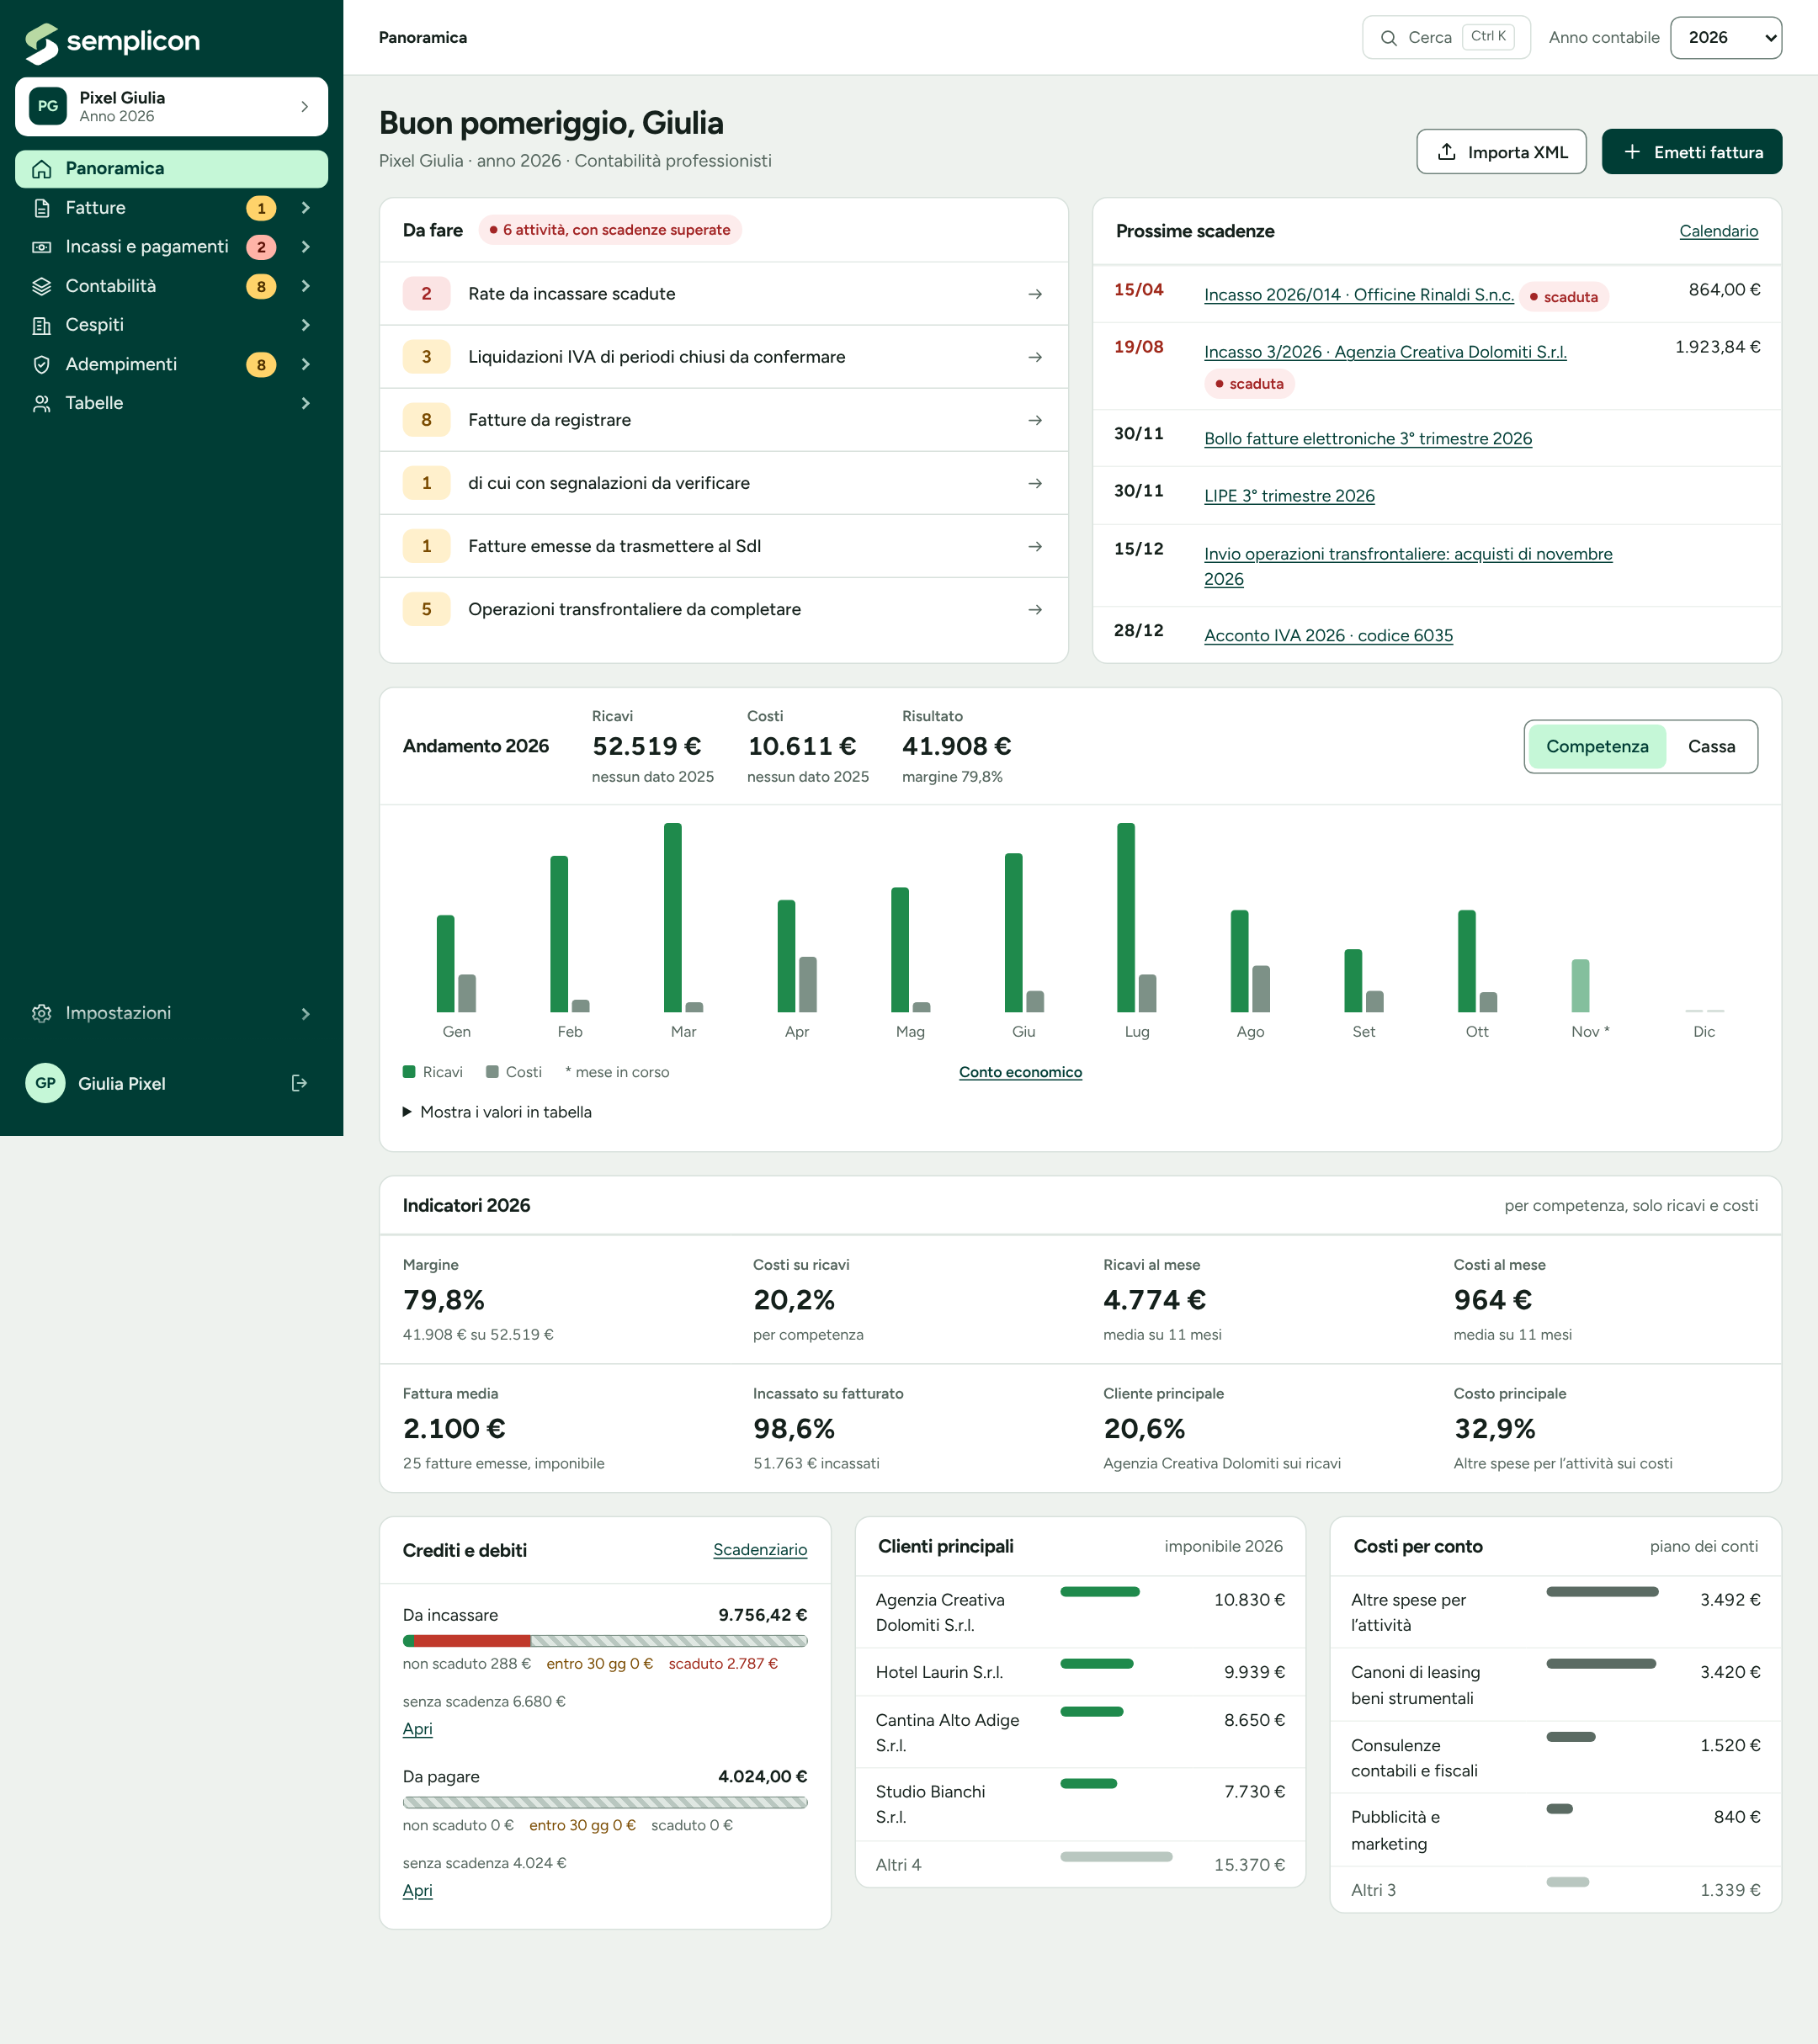 semplicon
PG
Pixel Giulia
Anno 2026
Panoramica
Fatture 1
Incassi e pagamenti 2
Contabilità 8
Cespiti
Adempimenti 8
Tabelle
Impostazioni
GP Giulia Pixel
Panoramica
Cerca Ctrl K
Anno contabile 2026
Buon pomeriggio, Giulia
Pixel Giulia · anno 2026 · Contabilità professionisti
Importa XML
Emetti fattura
Da fare 6 attività, con scadenze superate
2 Rate da incassare scadute
3 Liquidazioni IVA di periodi chiusi da confermare
8 Fatture da registrare
1 di cui con segnalazioni da verificare
1 Fatture emesse da trasmettere al SdI
5 Operazioni transfrontaliere da completare
Prossime scadenze Calendario
15/04 Incasso 2026/014 · Officine Rinaldi S.n.c. scaduta 864,00 €
19/08 Incasso 3/2026 · Agenzia Creativa Dolomiti S.r.l. 1.923,84 €
scaduta
30/11 Bollo fatture elettroniche 3° trimestre 2026
30/11 LIPE 3° trimestre 2026
15/12 Invio operazioni transfrontaliere: acquisti di novembre
2026
28/12 Acconto IVA 2026 · codice 6035
Andamento 2026
Ricavi
52.519 €
nessun dato 2025
Costi
10.611 €
nessun dato 2025
Risultato
41.908 €
margine 79,8%
Competenza Cassa
Gen Feb Mar Apr Mag Giu Lug Ago Set Ott Nov * Dic
Ricavi Costi * mese in corso Conto economico
Mostra i valori in tabella
Indicatori 2026 per competenza, solo ricavi e costi
Margine
79,8%
41.908 € su 52.519 €
Costi su ricavi
20,2%
per competenza
Ricavi al mese
4.774 €
media su 11 mesi
Costi al mese
964 €
media su 11 mesi
Fattura media
2.100 €
25 fatture emesse, imponibile
Incassato su fatturato
98,6%
51.763 € incassati
Cliente principale
20,6%
Agenzia Creativa Dolomiti sui ricavi
Costo principale
32,9%
Altre spese per l'attività sui costi
Crediti e debiti Scadenziario
Da incassare 9.756,42 €
non scaduto 288 € entro 30 gg 0 € scaduto 2.787 €
senza scadenza 6.680 €
Apri
Da pagare 4.024,00 €
non scaduto 0 € entro 30 gg 0 € scaduto 0 €
senza scadenza 4.024 €
Apri
Clienti principali imponibile 2026
Agenzia Creativa 10.830 €
Dolomiti S.r.l.
Hotel Laurin S.r.l. 9.939 €
Cantina Alto Adige 8.650 €
S.r.l.
Studio Bianchi 7.730 €
S.r.l.
Altri 4 15.370 €
Costi per conto piano dei conti
Altre spese per 3.492 €
l'attività
Canoni di leasing 3.420 €
beni strumentali
Consulenze 1.520 €
contabili e fiscali
Pubblicità e 840 €
marketing
Altri 3 1.339 €